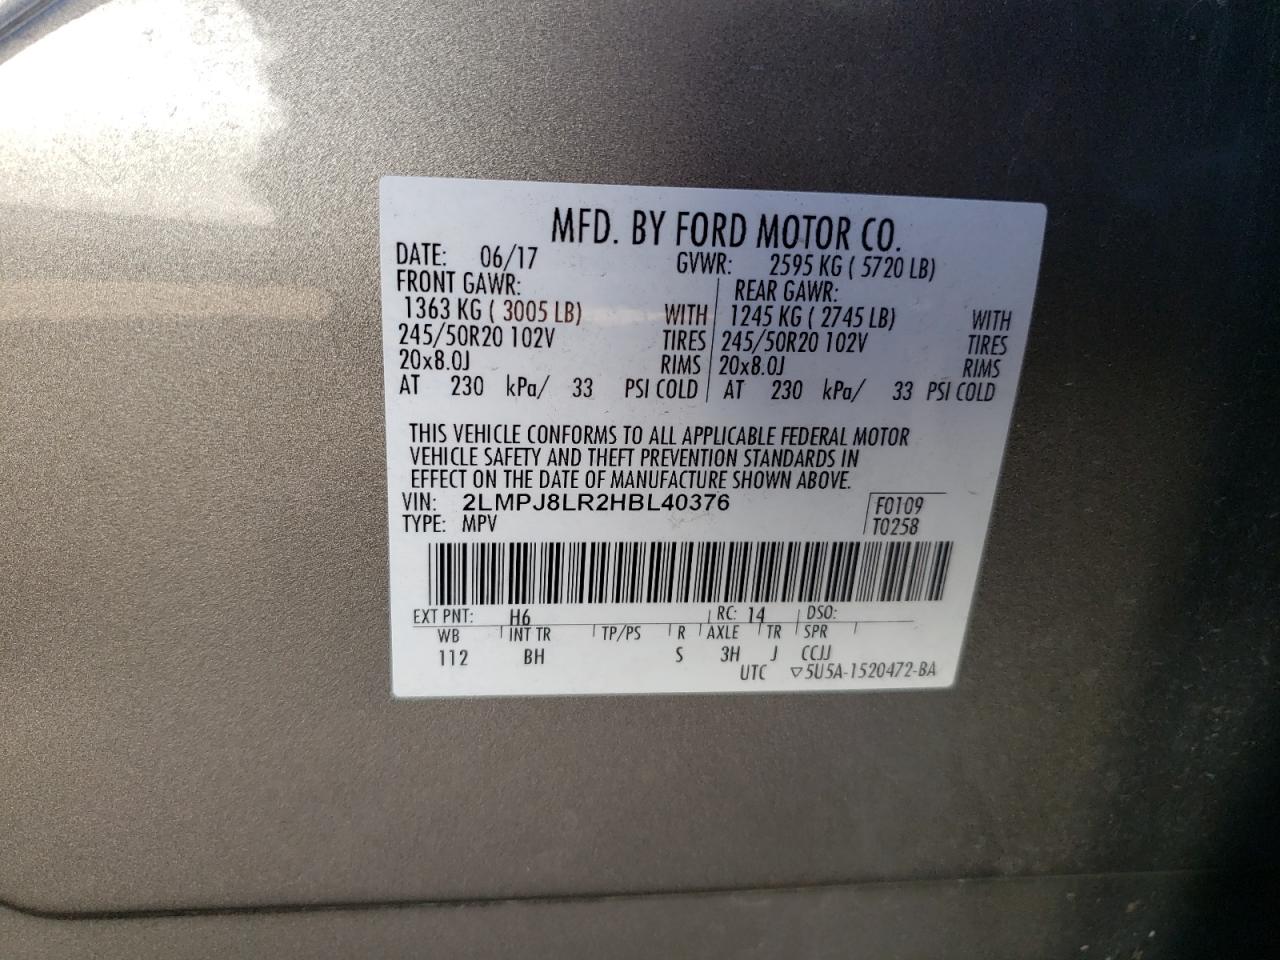 MFD. BY FORD MOTOR CO.
DATE: 06/17 GVWR: 2595 KG ( 5720 LB)
FRONT GAWR: REAR GAWR:
1363 KG ( 3005 LB) WITH 1245 KG ( 2745 LB) WITH
245/50R20 102V TIRES 245/50R20 102V TIRES
20x8.0J RIMS 20x8.0J RIMS
AT 230 kPa/ 33 PSI COLD AT 230 kPa/ 33 PSI COLD
THIS VEHICLE CONFORMS TO ALL APPLICABLE FEDERAL MOTOR
VEHICLE SAFETY AND THEFT PREVENTION STANDARDS IN
EFFECT ON THE DATE OF MANUFACTURE SHOWN ABOVE.
VIN: 2LMPJ8LR2HBL40376 F0109
TYPE: MPV T0258
EXT PNT: H6 RC: 14 DSO:
WB INT TR TP/PS R AXLE TR SPR
112 BH S 3H J CCJJ
UTC ▽5U5A-1520472-BA